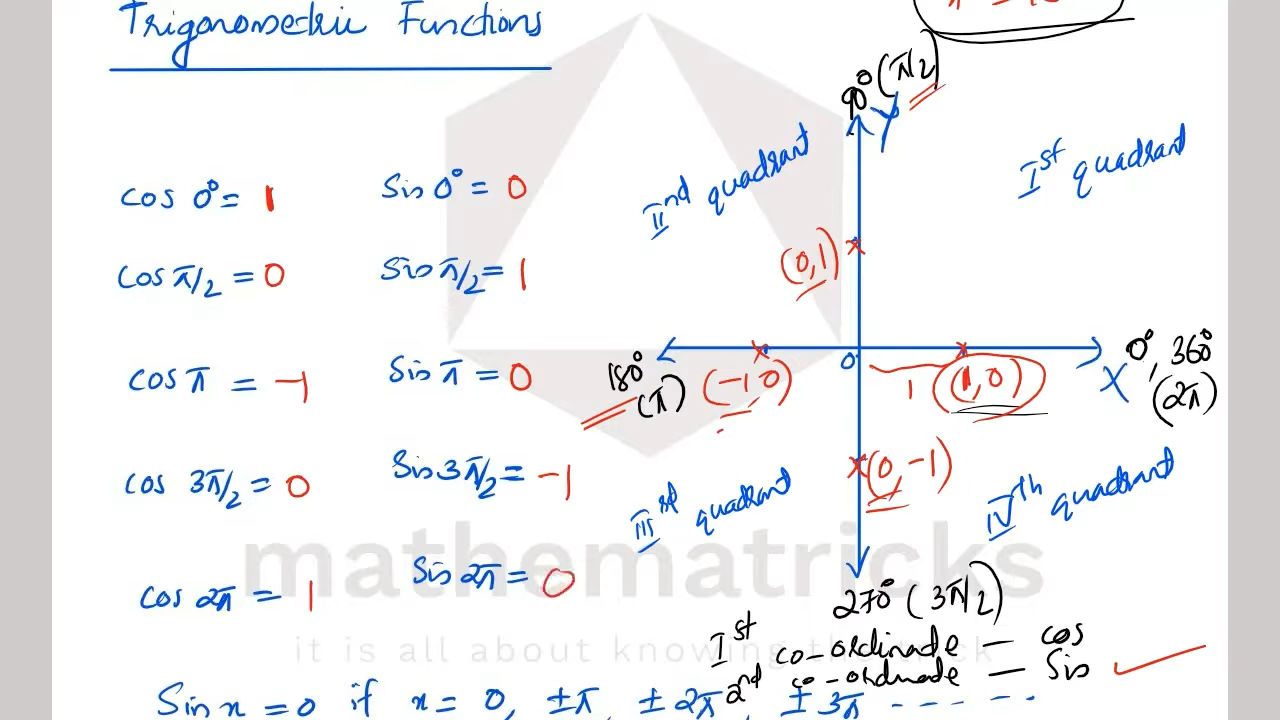 Trigonometric Functions
90° (π/2)
Y
IInd quadrant
Ist quadrant
cos 0° = 1
Sin 0° = 0
(0,1)
cos π/2 = 0
Sin π/2 = 1
180°
(π)
(-1,0)
0
1
(1,0)
0°, 360°
X
(2π)
cos π = -1
Sin π = 0
(0,-1)
cos 3π/2 = 0
Sin 3π/2 = -1
IIIst quadrant
IVth quadrant
mathematricks
cos 2π = 1
Sin 2π = 0
270° (3π/2)
it is all about knowing the trick
Ist co-ordinade — cos
2nd co-ordinade — Sin
Sin x = 0 if x = 0, ±π, ±2π, ±3π ------